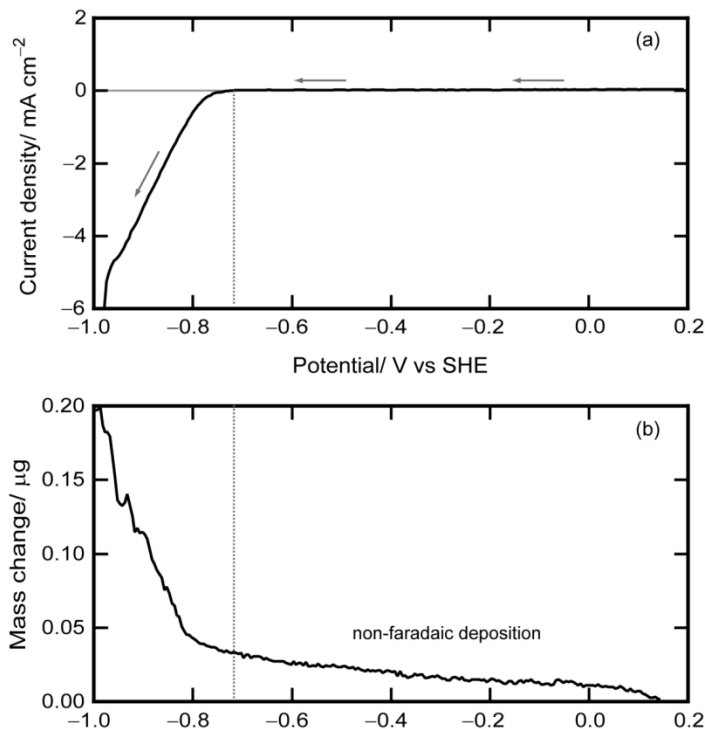 2
0
−2
−4
−6
Current density/ mA cm⁻²
(a)
−1.0 −0.8 −0.6 −0.4 −0.2 0.0 0.2
Potential/ V vs SHE
0.20
0.15
0.10
0.05
0.00
Mass change/ μg
(b)
non-faradaic deposition
−1.0 −0.8 −0.6 −0.4 −0.2 0.0 0.2